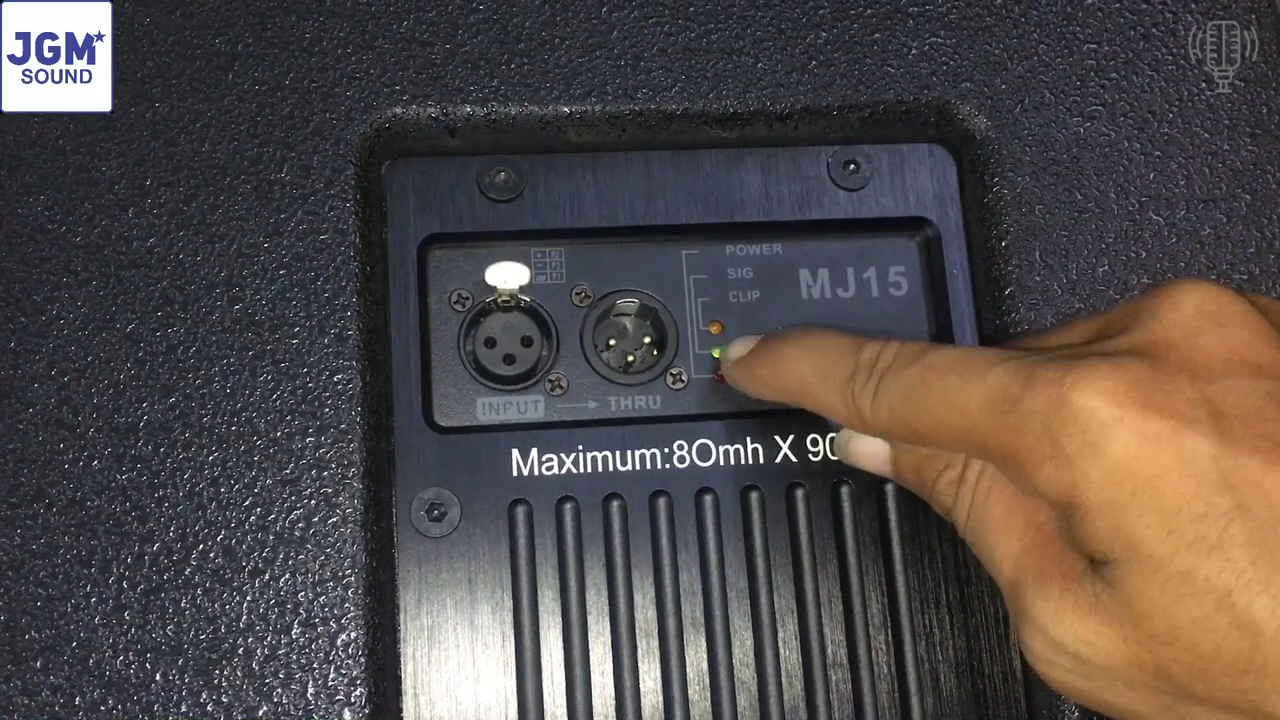 JGM
SOUND
POWER
SIG
CLIP
MJ15
INPUT
THRU
Maximum:8Omh X 90